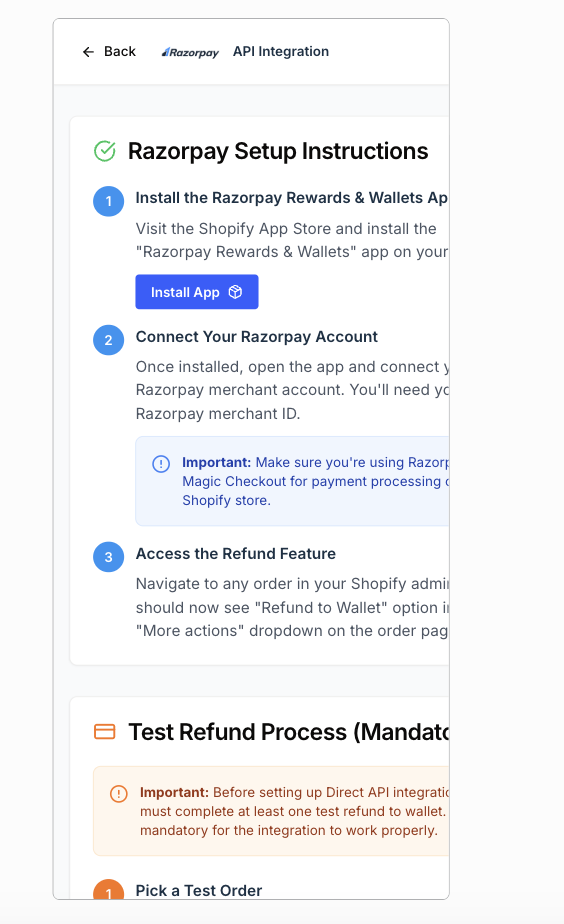 Back Razorpay API Integration
Razorpay Setup Instructions
1 Install the Razorpay Rewards & Wallets Ap
Visit the Shopify App Store and install the
"Razorpay Rewards & Wallets" app on your
Install App
2 Connect Your Razorpay Account
Once installed, open the app and connect y
Razorpay merchant account. You'll need yo
Razorpay merchant ID.
Important: Make sure you're using Razorp
Magic Checkout for payment processing o
Shopify store.
3 Access the Refund Feature
Navigate to any order in your Shopify admi
should now see "Refund to Wallet" option i
"More actions" dropdown on the order pag
Test Refund Process (Mandato
Important: Before setting up Direct API integratio
must complete at least one test refund to wallet.
mandatory for the integration to work properly.
1 Pick a Test Order